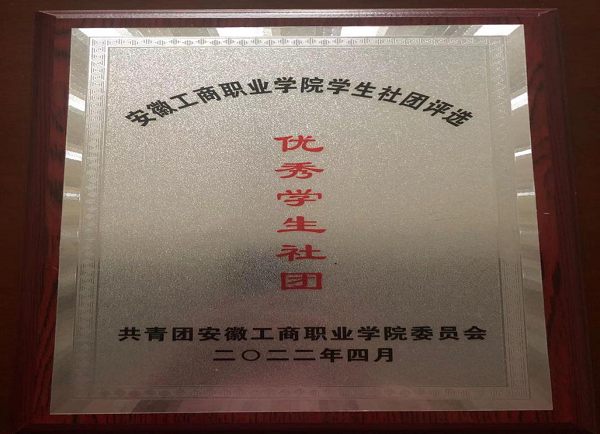 安徽工商职业学院学生社团评选
优秀学生社团
共青团安徽工商职业学院委员会
二〇二二年四月